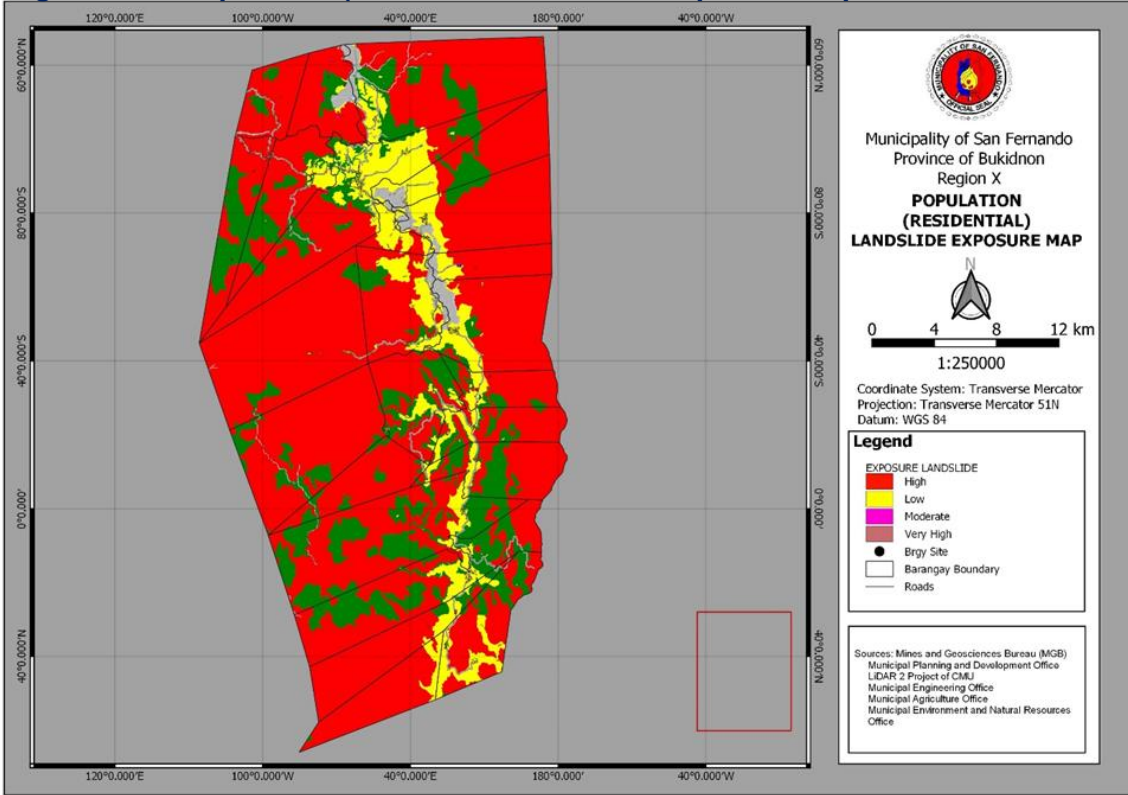 120°0.000'E 100°0.000'W 40°0.000'E 180°0.000' 40°0.000'W
60°0.000'N
80°0.000'S
40°0.000'S
0°0.000'
40°0.000'N
60°0.000'N
80°0.000'S
40°0.000'S
0°0.000'
40°0.000'N
120°0.000'E 100°0.000'W 40°0.000'E 180°0.000' 40°0.000'W
MUNICIPALITY OF SAN FERNANDO
OFFICIAL SEAL
Municipality of San Fernando
Province of Bukidnon
Region X
POPULATION
(RESIDENTIAL)
LANDSLIDE EXPOSURE MAP
N
0 4 8 12 km
1:250000
Coordinate System: Transverse Mercator
Projection: Transverse Mercator 51N
Datum: WGS 84
Legend
EXPOSURE LANDSLIDE
High
Low
Moderate
Very High
Brgy Site
Barangay Boundary
Roads
Sources: Mines and Geosciences Bureau (MGB)
Municipal Planning and Development Office
LiDAR 2 Project of CMU
Municipal Engineering Office
Municipal Agriculture Office
Municipal Environment and Natural Resources
Office